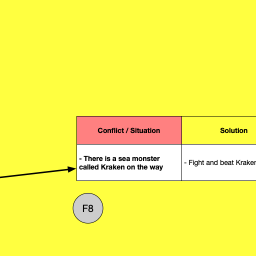 Conflict / Situation
Solution
- There is a sea monster
called Kraken on the way
- Fight and beat Kraken
F8